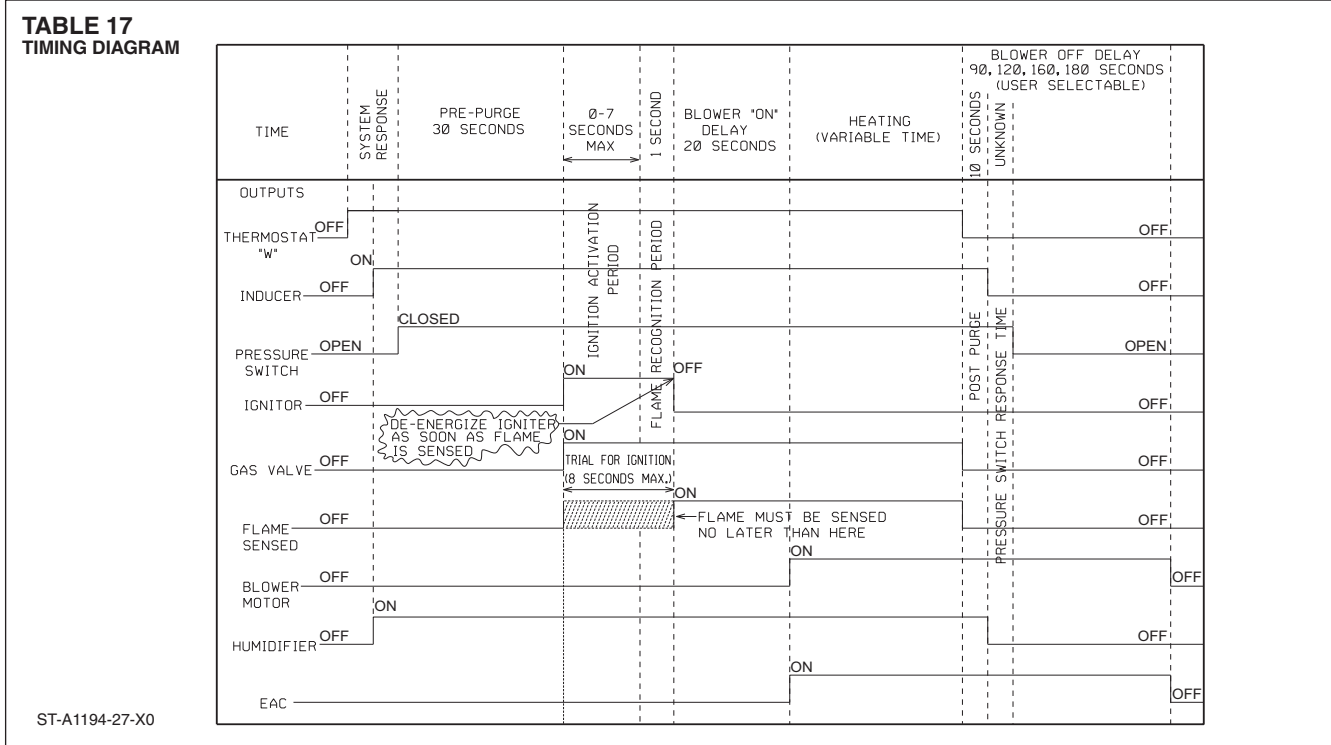 TABLE 17
TIMING DIAGRAM
TIME
SYSTEM
RESPONSE
PRE-PURGE
30 SECONDS
Ø-7
SECONDS
MAX
1 SECOND
BLOWER "ON"
DELAY
20 SECONDS
HEATING
(VARIABLE TIME)
10 SECONDS
UNKNOWN
BLOWER OFF DELAY
90,120,160,180 SECONDS
(USER SELECTABLE)
OUTPUTS
THERMOSTAT
"W"
OFF
OFF
INDUCER
OFF
ON
OFF
PRESSURE
SWITCH
OPEN
CLOSED
OPEN
IGNITION ACTIVATION
PERIOD
FLAME RECOGNITION PERIOD
POST PURGE
PRESSURE SWITCH RESPONSE TIME
IGNITOR
OFF
ON
OFF
OFF
DE-ENERGIZE IGNITER
AS SOON AS FLAME
IS SENSED
GAS VALVE
OFF
ON
OFF
TRIAL FOR IGNITION
(8 SECONDS MAX.)
FLAME
SENSED
OFF
ON
OFF
FLAME MUST BE SENSED
NO LATER THAN HERE
BLOWER
MOTOR
OFF
ON
OFF
HUMIDIFIER
OFF
ON
OFF
EAC
ON
OFF
ST-A1194-27-X0